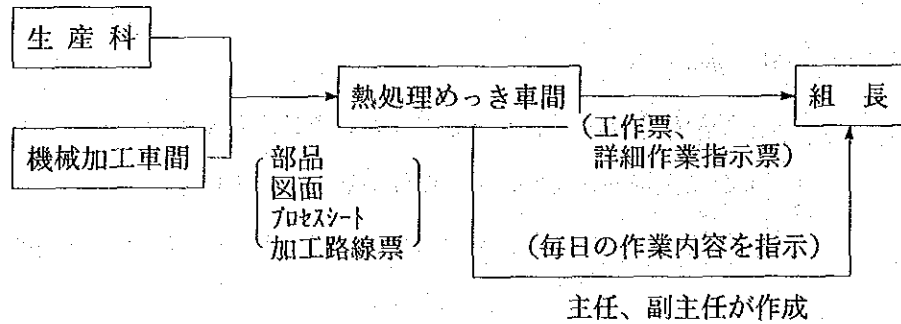 生産科
熱処理めっき車間
組長
(工作票、
詳細作業指示票)
機械加工車間
部品
図面
プロセスシート
加工路線票
(毎日の作業内容を指示)
主任、副主任が作成